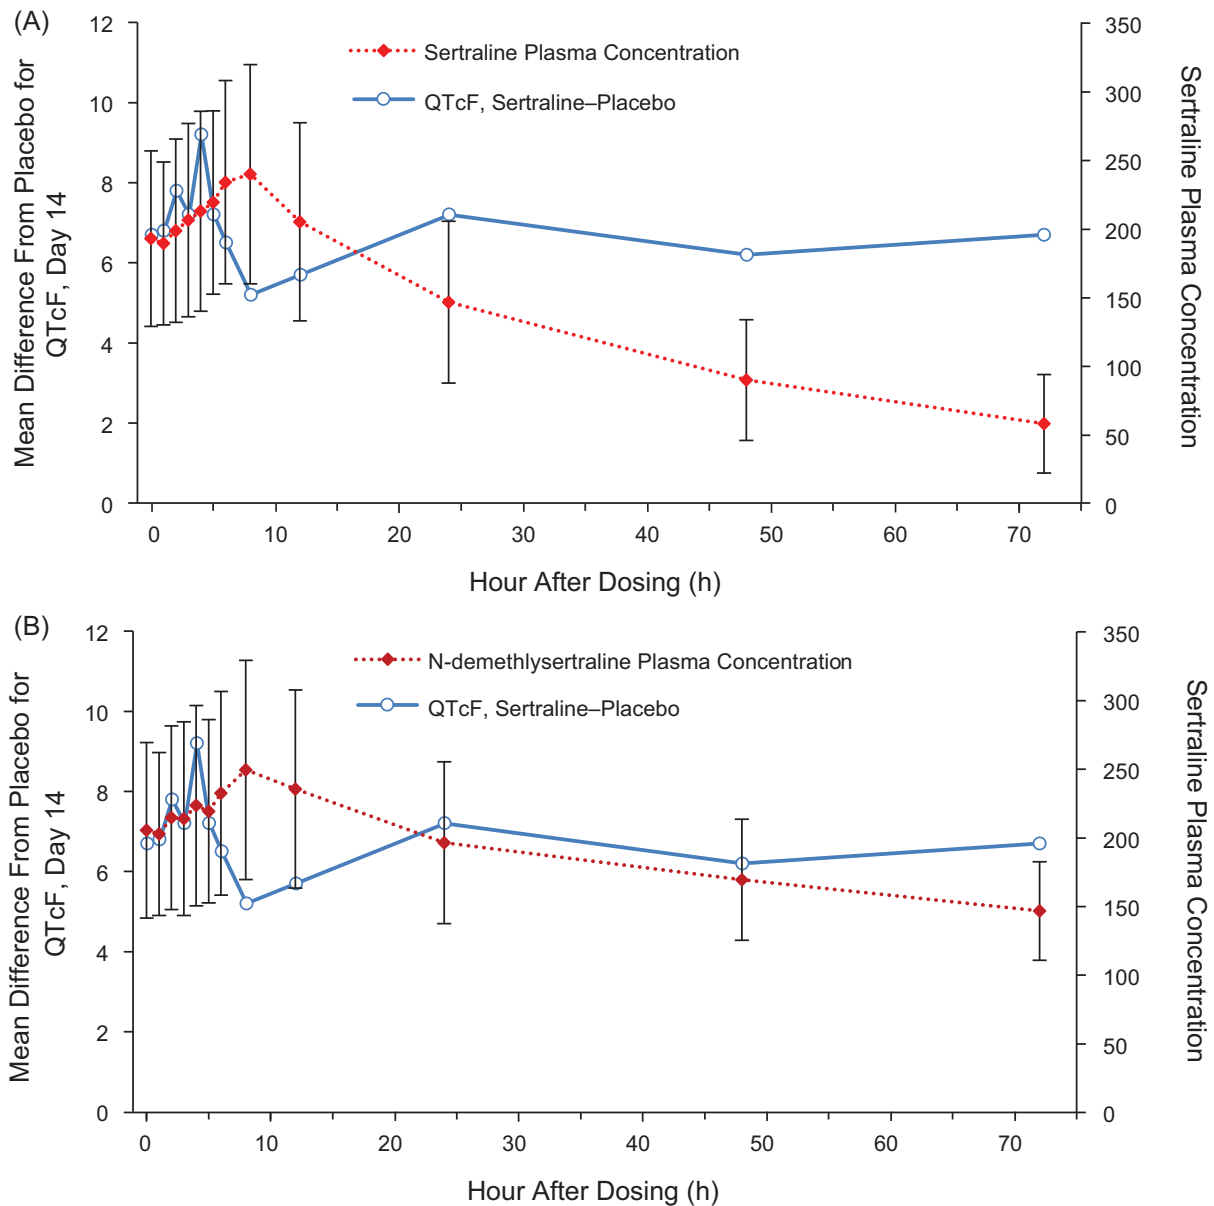 (A)
Mean Difference From Placebo for
QTcF, Day 14
12
10
8
6
4
2
0
Sertraline Plasma Concentration
QTcF, Sertraline–Placebo
350
300
250
200
150
100
50
0
Sertraline Plasma Concentration
0 10 20 30 40 50 60 70
Hour After Dosing (h)
(B)
Mean Difference From Placebo for
QTcF, Day 14
12
10
8
6
4
2
0
N-demethlysertraline Plasma Concentration
QTcF, Sertraline–Placebo
350
300
250
200
150
100
50
0
Sertraline Plasma Concentration
0 10 20 30 40 50 60 70
Hour After Dosing (h)